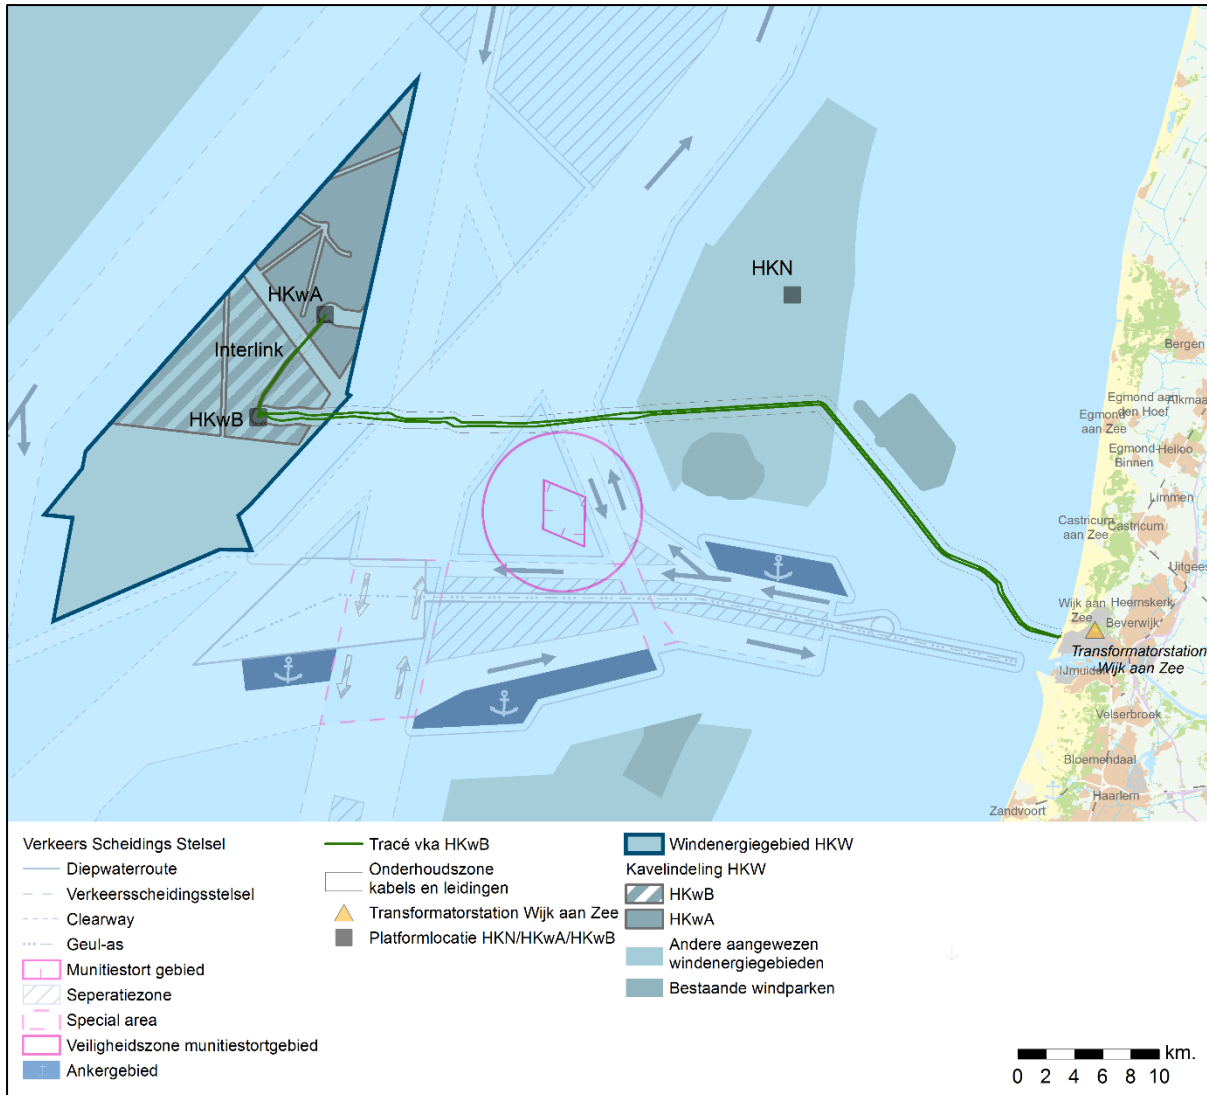 HKN
HKwA
Interlink
HKwB
Bergen
Egmond aan
den Hoef
Alkmaa
Egmond
aan Zee
Egmond-
Binnen
Heiloo
Limmen
Castricum
aan Zee
Castricum
Uitgees
Wijk aan
Zee
Heemskerk
Beverwijk
Transformatorstation
Wijk aan Zee
IJmuiden
Velserbroek
Bloemendaal
Haarlem
Zandvoort
Verkeers Scheidings Stelsel
Diepwaterroute
Verkeersscheidingsstelsel
Clearway
Geul-as
Munitiestort gebied
Seperatiezone
Special area
Veiligheidszone munitiestortgebied
Ankergebied
Tracé vka HKwB
Onderhoudszone
kabels en leidingen
Transformatorstation Wijk aan Zee
Platformlocatie HKN/HKwA/HKwB
Windenergiegebied HKW
Kavelindeling HKW
HKwB
HKwA
Andere aangewezen
windenergiegebieden
Bestaande windparken
km.
0 2 4 6 8 10